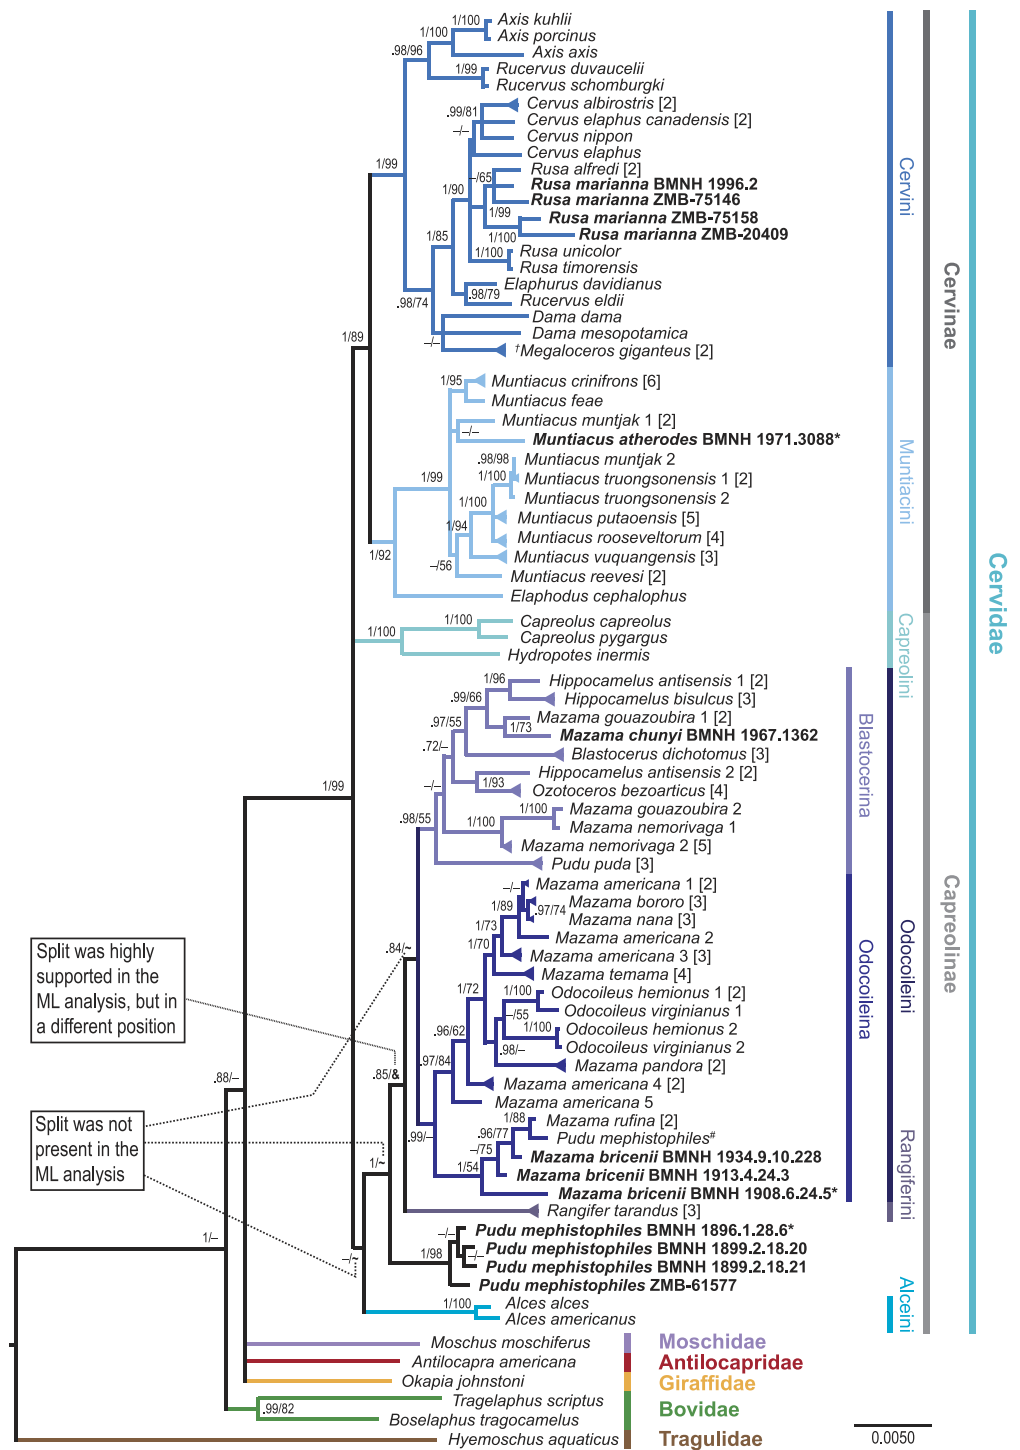 1/100
Axis kuhlii
Axis porcinus
1/100
Axis axis
.98/96
1/99
Rucervus duvaucelii
Rucervus schomburgki
.99/81
Cervus albirostris [2]
Cervus elaphus canadensis [2]
–/–
Cervus nippon
Cervus elaphus
1/99
–/65
Rusa alfredi [2]
Rusa marianna BMNH 1996.2
1/90
Rusa marianna ZMB-75146
1/99
Rusa marianna ZMB-75158
1/100
Rusa marianna ZMB-20409
1/85
1/100
Rusa unicolor
Rusa timorensis
Elaphurus davidianus
.98/79
Rucervus eldii
.98/74
Dama dama
Dama mesopotamica
1/89
–/–
†Megaloceros giganteus [2]
1/95
Muntiacus crinifrons [6]
Muntiacus feae
Muntiacus muntjak 1 [2]
–/–
Muntiacus atherodes BMNH 1971.3088*
.98/98
Muntiacus muntjak 2
1/99
1/100
Muntiacus truongsonensis 1 [2]
1/100
Muntiacus truongsonensis 2
Muntiacus putaoensis [5]
1/94
Muntiacus rooseveltorum [4]
1/92
–/56
Muntiacus vuquangensis [3]
Muntiacus reevesi [2]
Elaphodus cephalophus
1/100
1/100
Capreolus capreolus
Capreolus pygargus
Hydropotes inermis
1/96
Hippocamelus antisensis 1 [2]
.99/66
Hippocamelus bisulcus [3]
.97/55
Mazama gouazoubira 1 [2]
1/73
Mazama chunyi BMNH 1967.1362
.72/–
Blastocerus dichotomus [3]
–/–
Hippocamelus antisensis 2 [2]
1/93
Ozotoceros bezoarticus [4]
1/99
.98/55
1/100
Mazama gouazoubira 2
1/100
Mazama nemorivaga 1
Mazama nemorivaga 2 [5]
Pudu puda [3]
–/–
Mazama americana 1 [2]
1/89
Mazama bororo [3]
.97/74
Mazama nana [3]
1/73
Mazama americana 2
1/70
Mazama americana 3 [3]
Mazama temama [4]
Split was highly
supported in the
ML analysis, but in
a different position
.84/~
1/72
1/100
Odocoileus hemionus 1 [2]
–/55
Odocoileus virginianus 1
.96/62
1/100
Odocoileus hemionus 2
.98/–
Odocoileus virginianus 2
.97/84
Mazama pandora [2]
.88/–
.85/&
Mazama americana 4 [2]
Mazama americana 5
Split was not
present in the
ML analysis
1/88
Mazama rufina [2]
.99/–
.96/77
Pudu mephistophiles#
–/75
Mazama bricenii BMNH 1934.9.10.228
1/~
1/54
Mazama bricenii BMNH 1913.4.24.3
Mazama bricenii BMNH 1908.6.24.5*
Rangifer tarandus [3]
1/–
–/–
Pudu mephistophiles BMNH 1896.1.28.6*
–/~
1/98
–/–
Pudu mephistophiles BMNH 1899.2.18.20
Pudu mephistophiles BMNH 1899.2.18.21
Pudu mephistophiles ZMB-61577
1/100
Alces alces
Alces americanus
Moschus moschiferus
Antilocapra americana
Okapia johnstoni
.99/82
Tragelaphus scriptus
Boselaphus tragocamelus
Hyemoschus aquaticus
Moschidae
Antilocapridae
Giraffidae
Bovidae
Tragulidae
Cervini
Muntiacini
Capreolini
Blastocerina
Odocoileina
Odocoileini
Rangiferini
Alceini
Cervinae
Capreolinae
Cervidae
0.0050